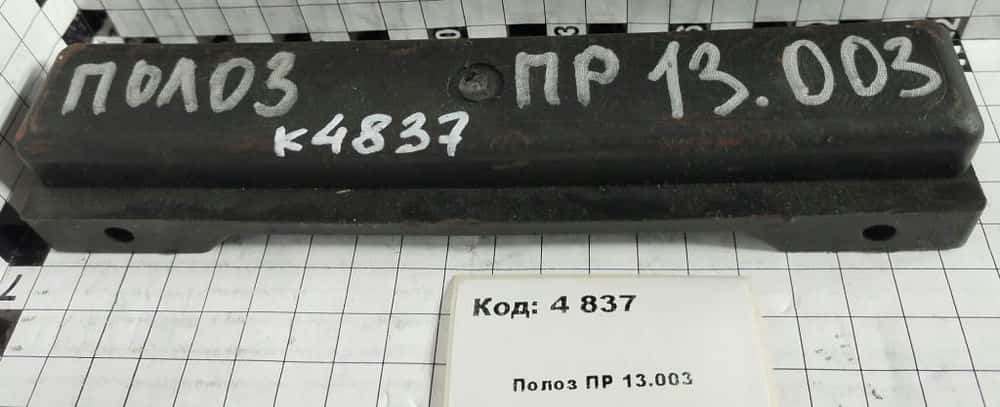 ПОЛОЗ ПР 13.003
К4837
Код: 4 837
Полоз ПР 13.003